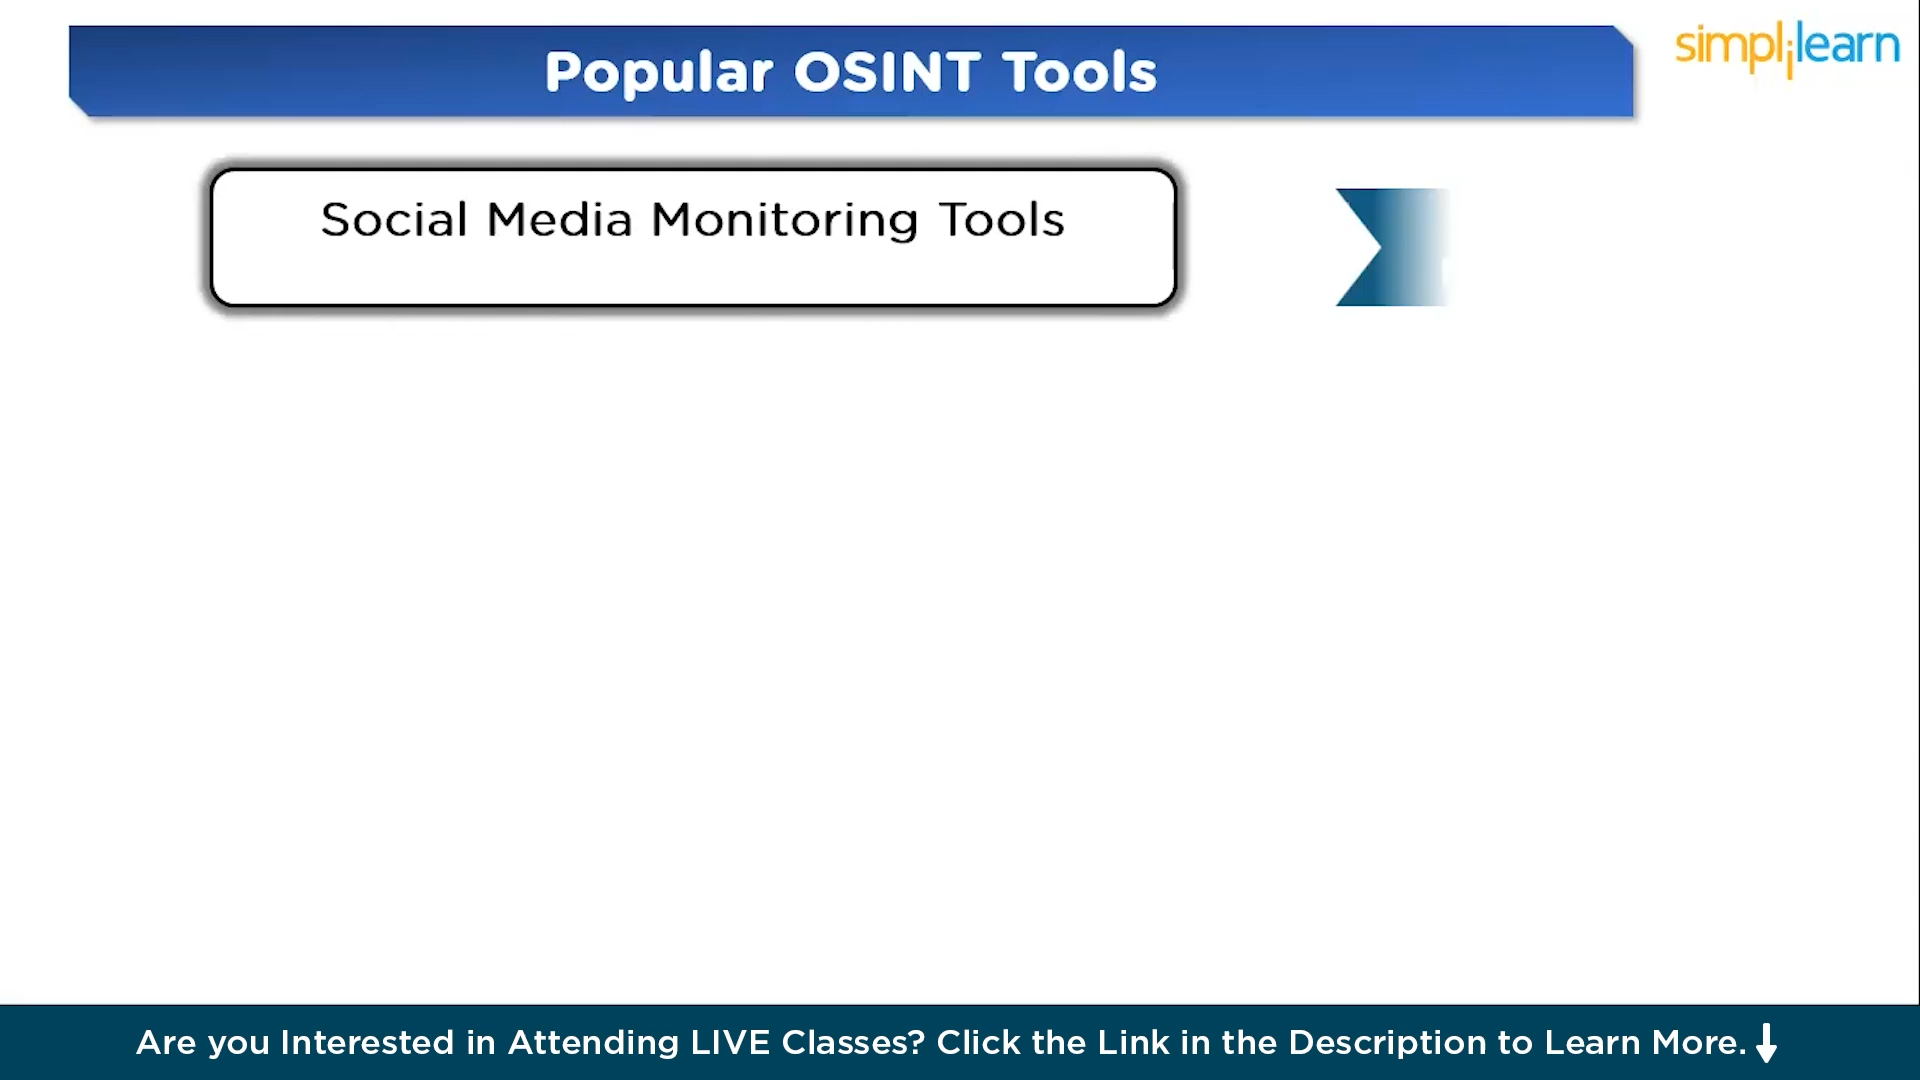 Popular OSINT Tools
simplilearn
Social Media Monitoring Tools
Are you Interested in Attending LIVE Classes? Click the Link in the Description to Learn More.